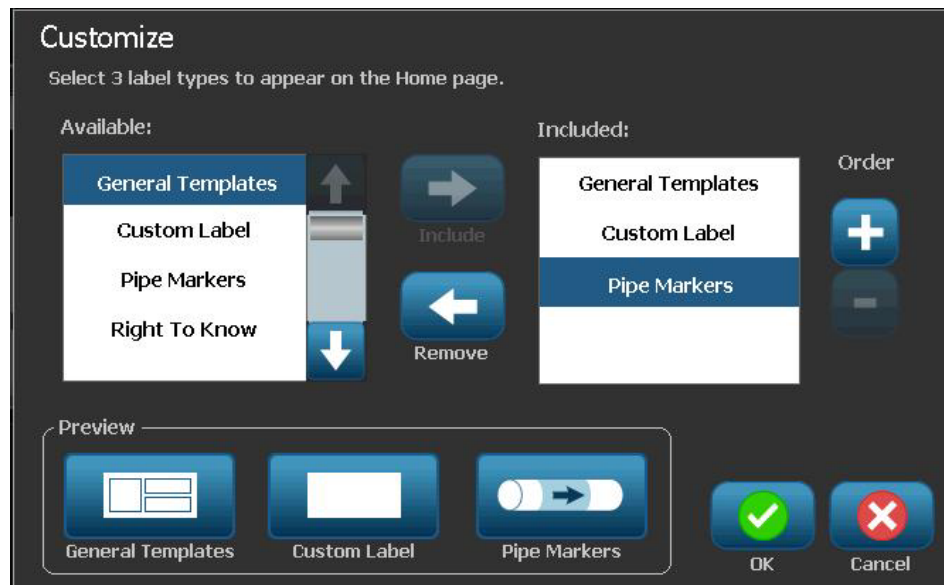 Customize
Select 3 label types to appear on the Home page.
Available:
Included:
Order
General Templates
Custom Label
Pipe Markers
Right To Know
Include
Remove
General Templates
Custom Label
Pipe Markers
Preview
General Templates
Custom Label
Pipe Markers
OK
Cancel